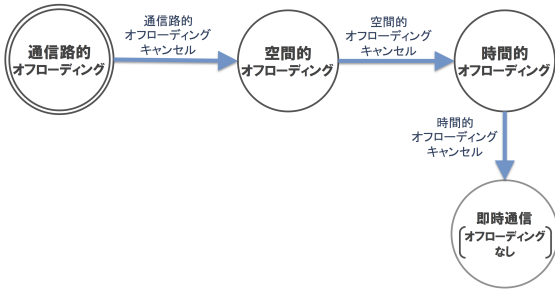 通信路的
オフローディング
通信路的
オフローディング
キャンセル
空間的
オフローディング
空間的
オフローディング
キャンセル
時間的
オフローディング
時間的
オフローディング
キャンセル
即時通信
[オフローディング
なし]